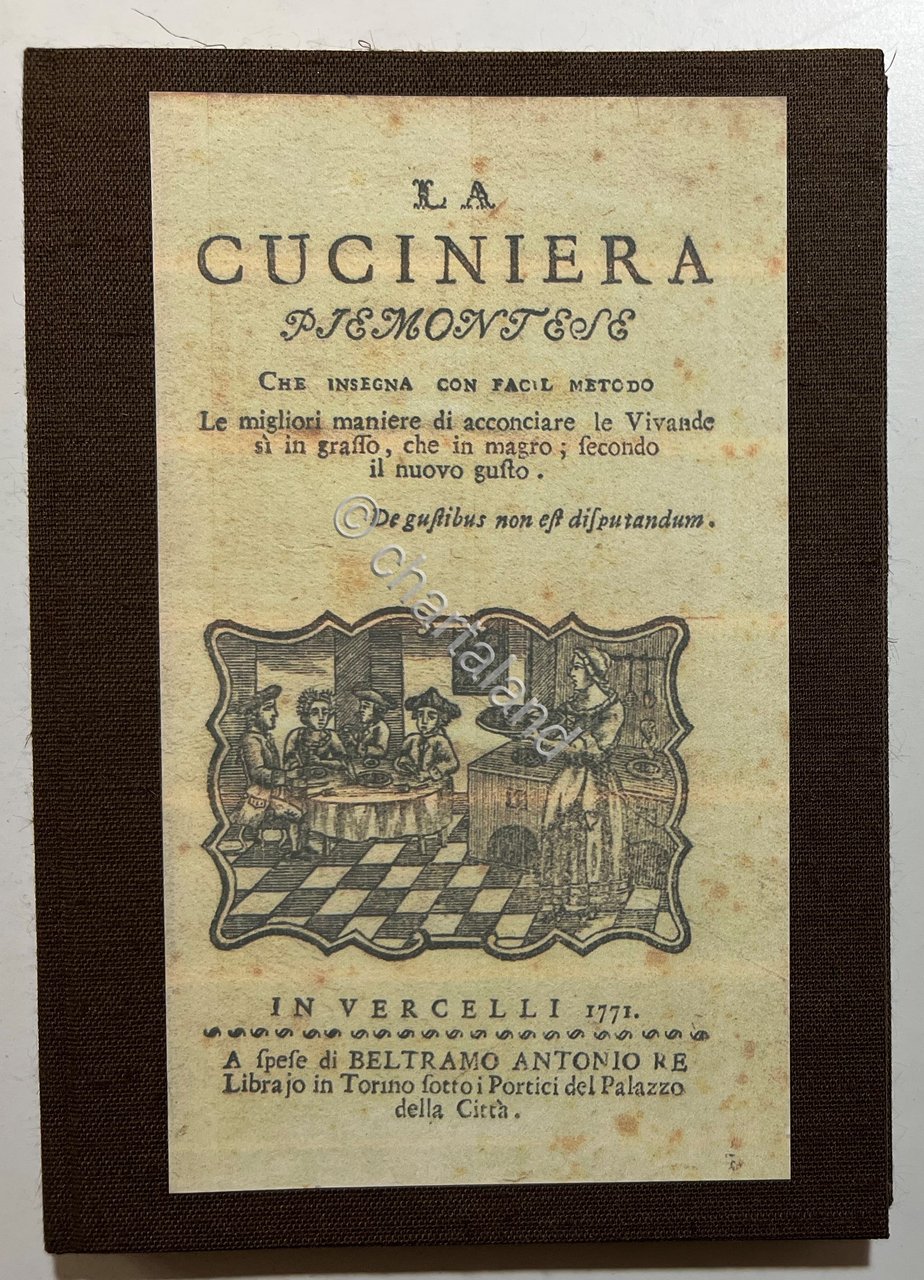 LA
CUCINIERA
PIEMONTESE
CHE INSEGNA CON FACIL METODO
Le migliori maniere di acconciare le Vivande
sì in graſſo, che in magro; ſecondo
il nuovo guſto.
De guſtibus non eſt diſputandum.
© chartaland
IN VERCELLI 1771.
A ſpeſe di BELTRAMO ANTONIO RE
Librajo in Torino ſotto i Portici del Palazzo
della Città.